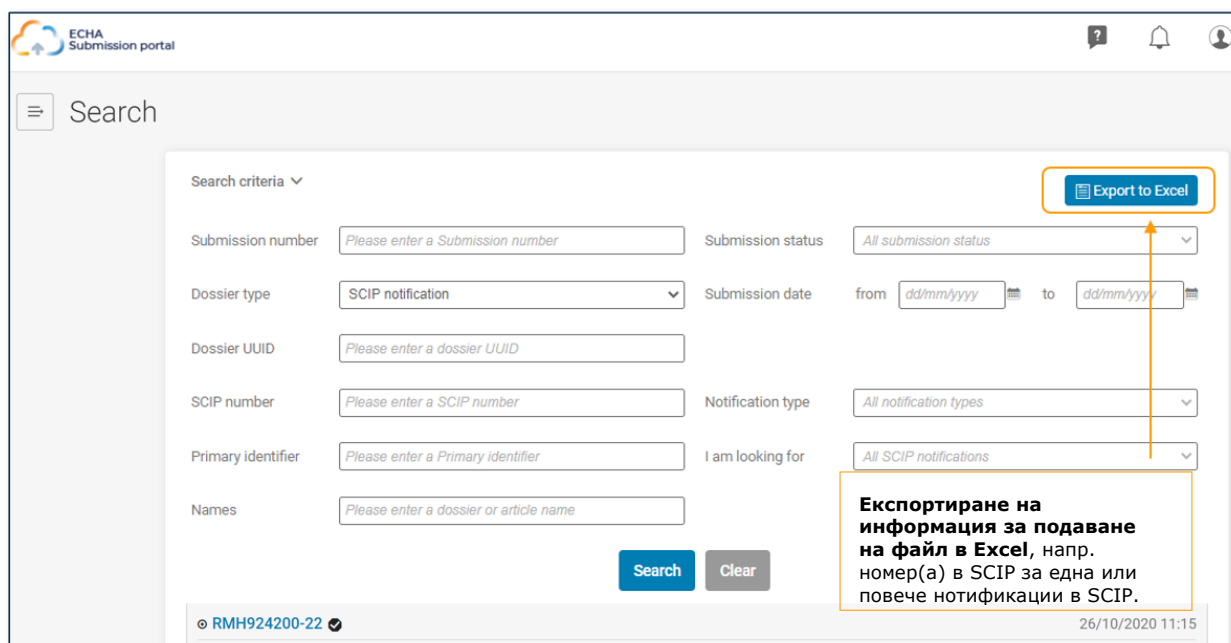 ECHA
Submission portal
Search
Search criteria
Export to Excel
Submission number Please enter a Submission number Submission status All submission status
Dossier type SCIP notification Submission date from dd/mm/yyyy to dd/mm/yyyy
Dossier UUID Please enter a dossier UUID
SCIP number Please enter a SCIP number Notification type All notification types
Primary identifier Please enter a Primary identifier I am looking for All SCIP notifications
Names Please enter a dossier or article name
Експортиране на
информация за подаване
на файл в Excel, напр.
номер(а) в SCIP за една или
повече нотификации в SCIP.
Search Clear
RMH924200-22 26/10/2020 11:15